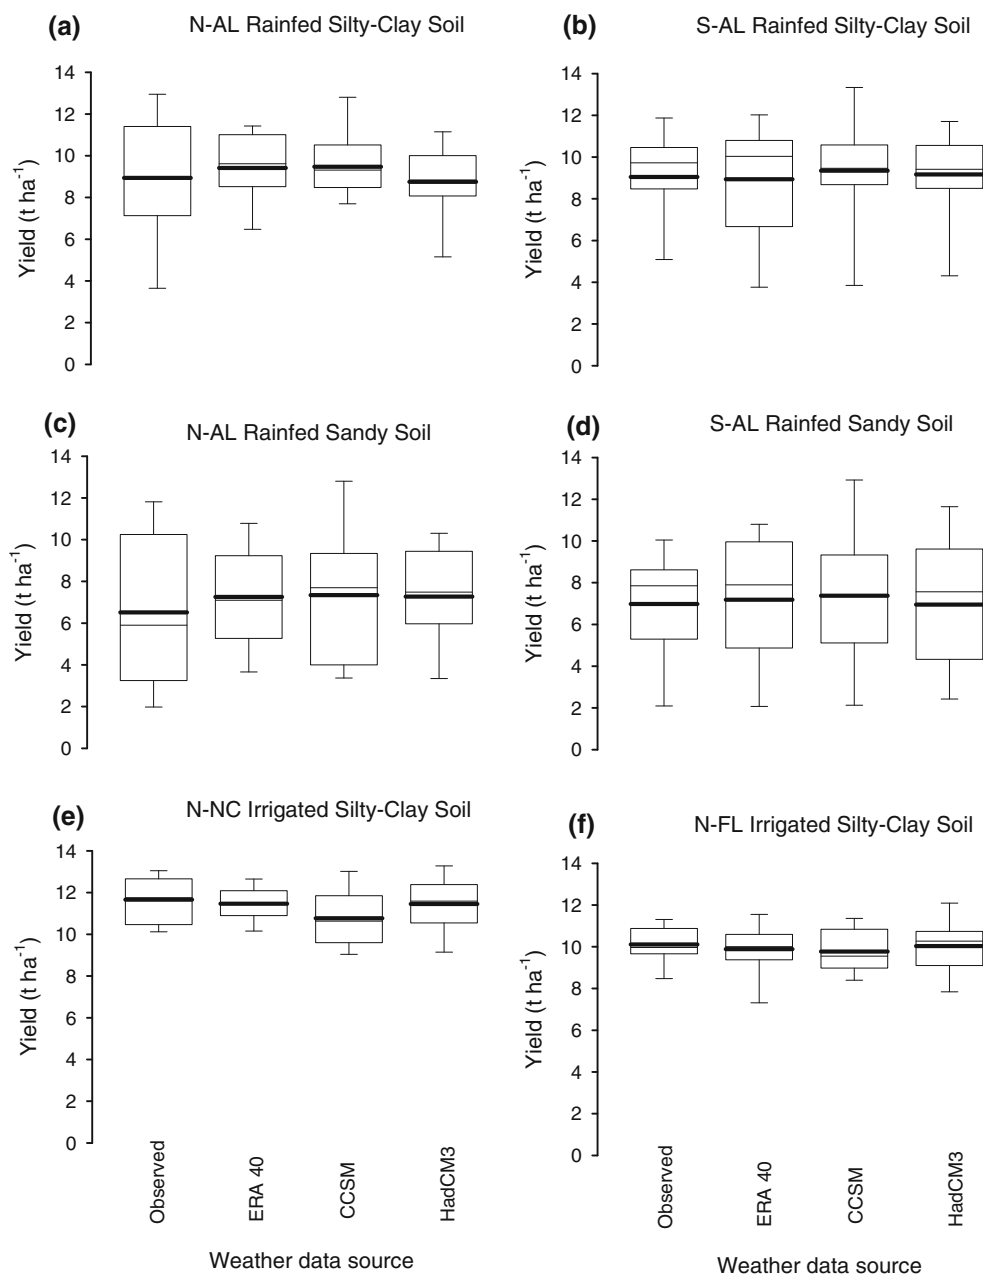 (a) N-AL Rainfed Silty-Clay Soil
Yield (t ha-1)
14
12
10
8
6
4
2
0
(b) S-AL Rainfed Silty-Clay Soil
Yield (t ha-1)
14
12
10
8
6
4
2
0
(c) N-AL Rainfed Sandy Soil
Yield (t ha-1)
14
12
10
8
6
4
2
0
(d) S-AL Rainfed Sandy Soil
Yield (t ha-1)
14
12
10
8
6
4
2
0
(e) N-NC Irrigated Silty-Clay Soil
Yield (t ha-1)
14
12
10
8
6
4
2
0
Observed
ERA 40
CCSM
HadCM3
Weather data source
(f) N-FL Irrigated Silty-Clay Soil
Yield (t ha-1)
14
12
10
8
6
4
2
0
Observed
ERA 40
CCSM
HadCM3
Weather data source